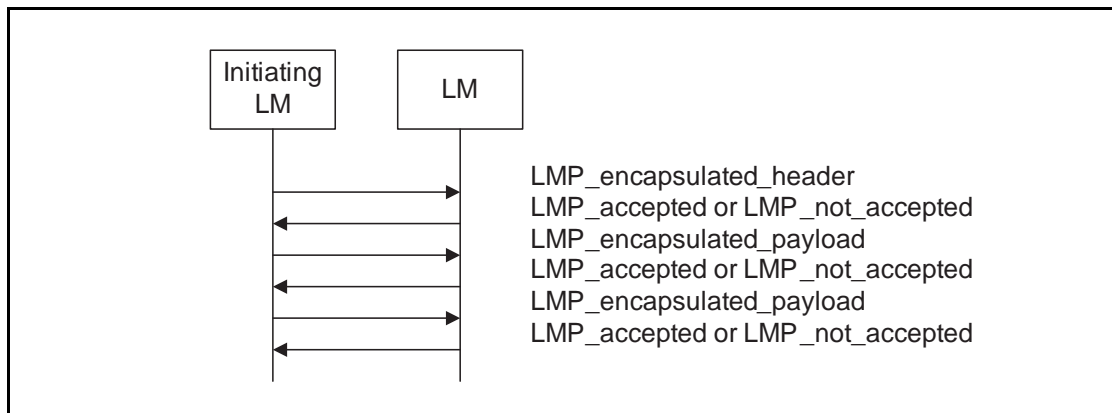 Initiating
LM
LM
LMP_encapsulated_header
LMP_accepted or LMP_not_accepted
LMP_encapsulated_payload
LMP_accepted or LMP_not_accepted
LMP_encapsulated_payload
LMP_accepted or LMP_not_accepted